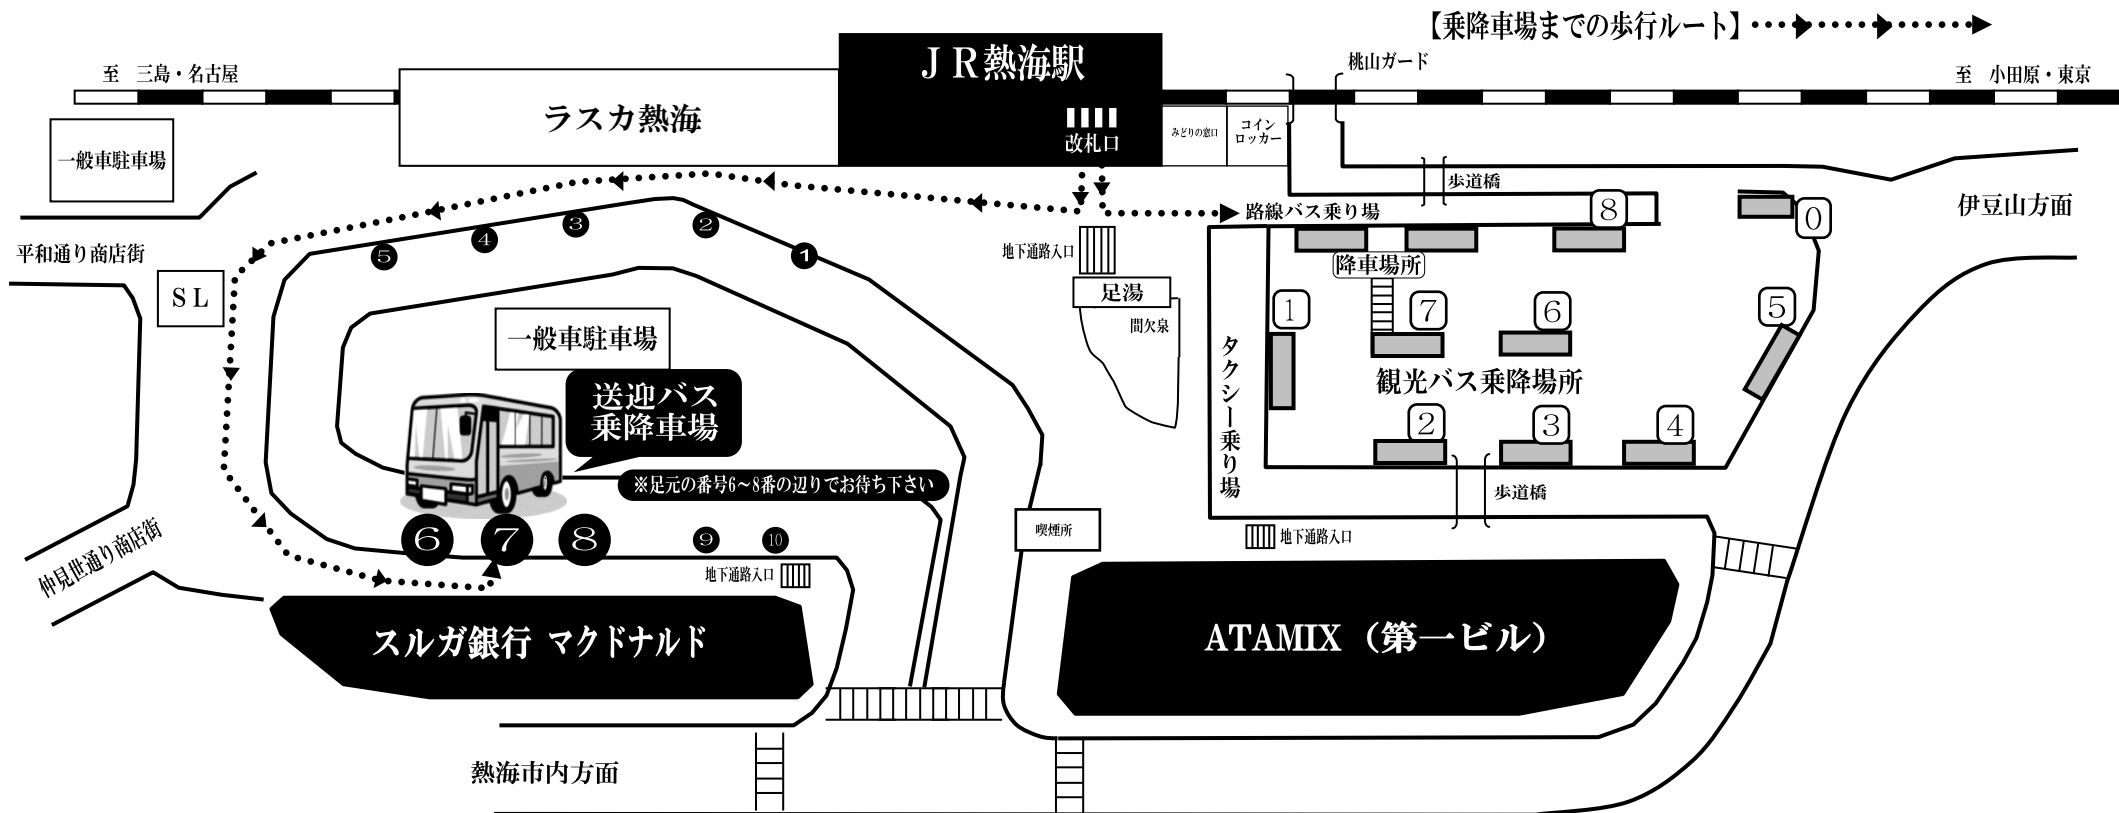 【乗降車場までの歩行ルート】
至 三島・名古屋
ＪＲ熱海駅
桃山ガード
至 小田原・東京
ラスカ熱海
改札口
みどりの窓口
コイン
ロッカー
一般車駐車場
歩道橋
伊豆山方面
路線バス乗り場
8
0
平和通り商店街
5
4
3
2
1
地下通路入口
降車場所
ＳＬ
足湯
間欠泉
1
7
6
5
一般車駐車場
タクシー乗り場
観光バス乗降場所
送迎バス
乗降車場
2
3
4
※足元の番号6～8番の辺りでお待ち下さい
歩道橋
喫煙所
6
7
8
9
10
地下通路入口
地下通路入口
仲見世通り商店街
スルガ銀行 マクドナルド
ATAMIX（第一ビル）
熱海市内方面